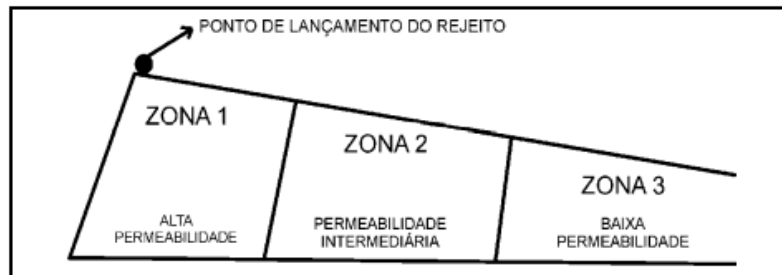 PONTO DE LANÇAMENTO DO REJEITO
ZONA 1
ZONA 2
ZONA 3
ALTA
PERMEABILIDADE
PERMEABILIDADE
INTERMEDIÁRIA
BAIXA
PERMEABILIDADE